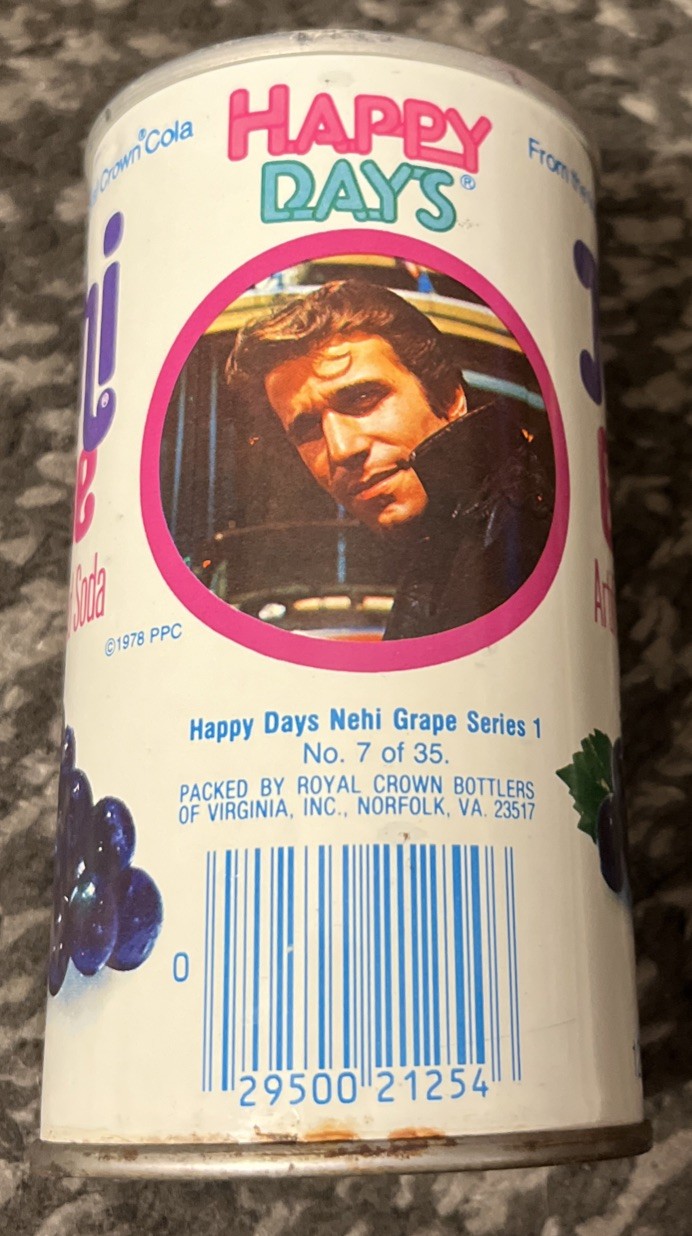 Crown® Cola
HAPPY
DAYS®
From the
i®
e
Soda
©1978 PPC
Happy Days Nehi Grape Series 1
No. 7 of 35.
PACKED BY ROYAL CROWN BOTTLERS
OF VIRGINIA, INC., NORFOLK, VA. 23517
0
29500 21254